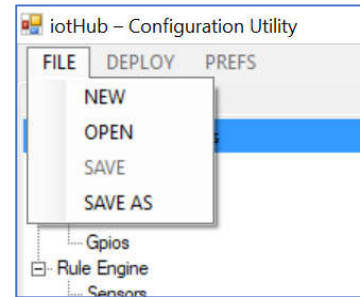 iotHub – Configuration Utility
FILE DEPLOY PREFS
NEW
OPEN
SAVE
SAVE AS
Gpios
Rule Engine
Sensors